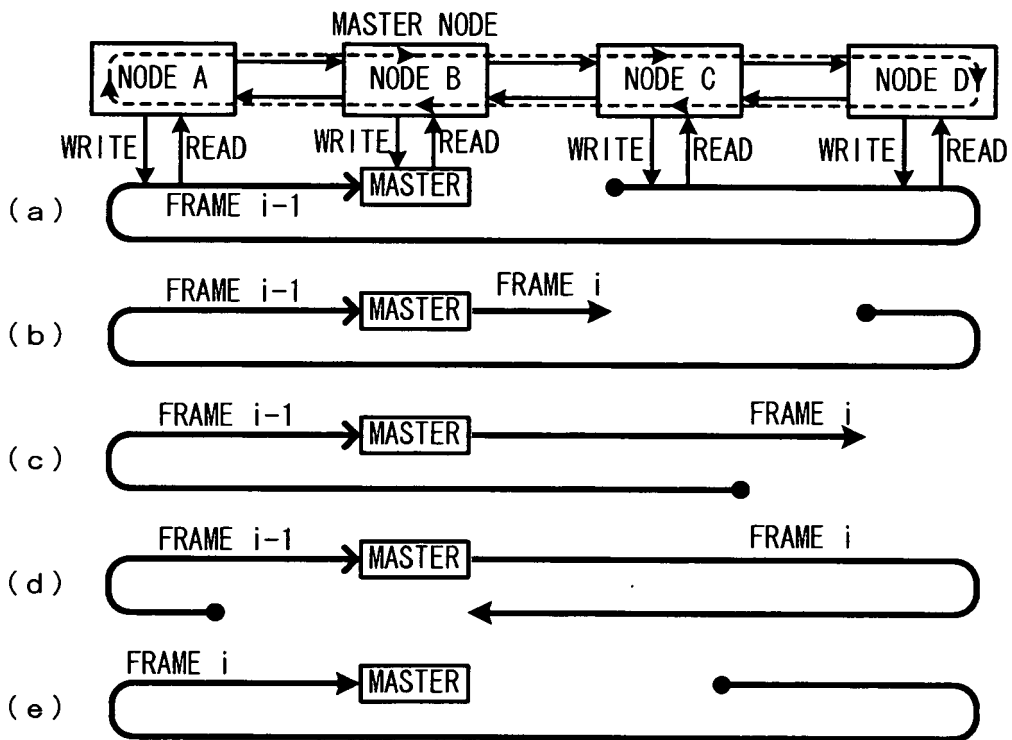 MASTER NODE
NODE A NODE B NODE C NODE D
WRITE READ WRITE READ WRITE READ WRITE READ
MASTER
(a) FRAME i-1
FRAME i-1 MASTER FRAME i
(b)
FRAME i-1 MASTER FRAME i
(c)
FRAME i-1 MASTER FRAME i
(d)
FRAME i MASTER
(e)